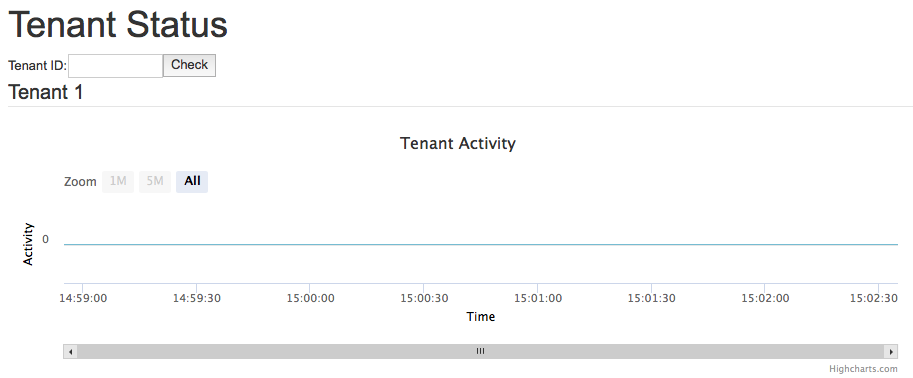 Tenant Status
Tenant ID: Check
Tenant 1
Tenant Activity
Zoom 1M 5M All
Activity
0
14:59:00 14:59:30 15:00:00 15:00:30 15:01:00 15:01:30 15:02:00 15:02:30
Time
Highcharts.com